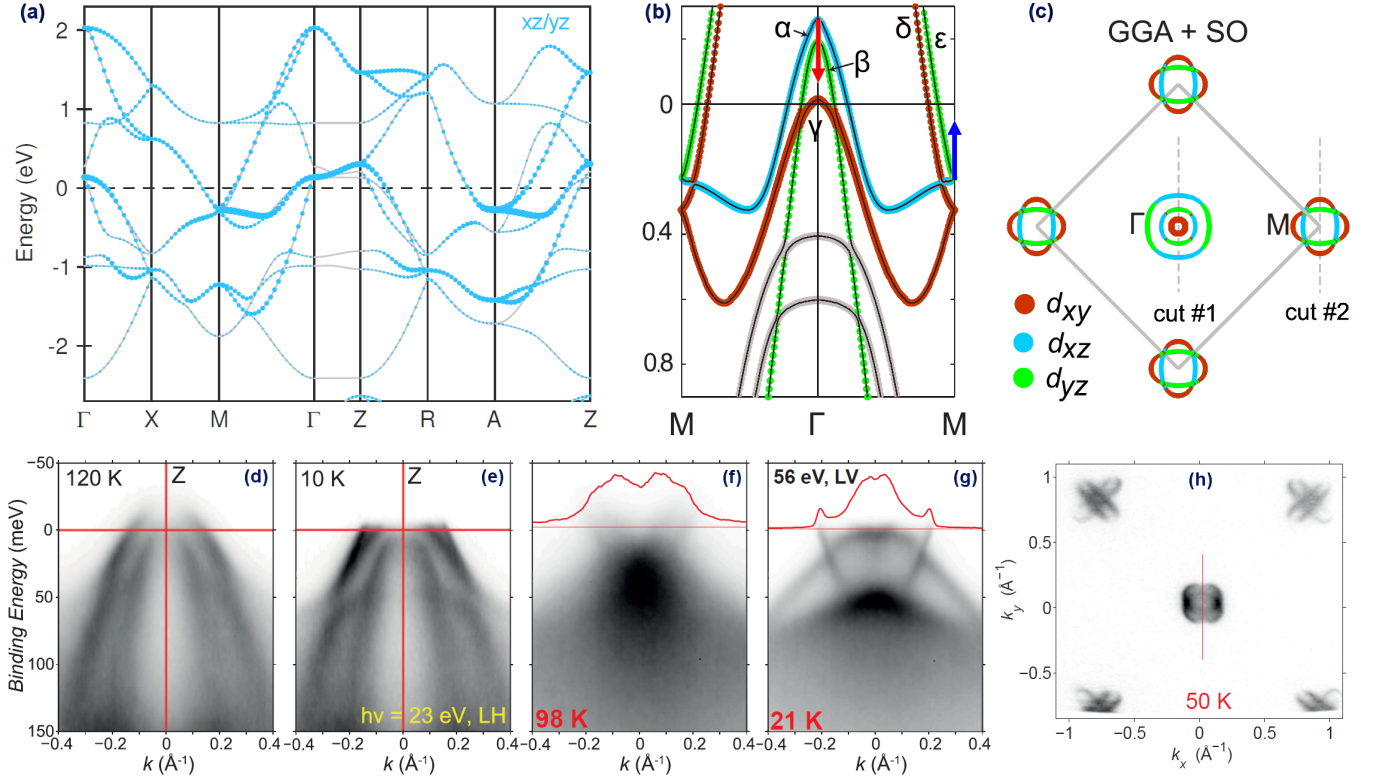 (a)
xz/yz
2
1
0
-1
-2
Energy (eV)
Γ X M Γ Z R A Z
(b)
α
β
γ
δ
ε
0
0.4
0.8
M Γ M
(c)
GGA + SO
Γ
M
cut #1
cut #2
dxy
dxz
dyz
−50
0
50
100
150
Binding Energy (meV)
120 K
Z
(d)
−0.4 −0.2 0 0.2 0.4
k (Å⁻¹)
10 K
Z
(e)
hν = 23 eV, LH
−0.4 −0.2 0 0.2 0.4
k (Å⁻¹)
(f)
98 K
−0.4 −0.2 0 0.2 0.4
k (Å⁻¹)
56 eV, LV
(g)
21 K
−0.4 −0.2 0 0.2 0.4
k (Å⁻¹)
(h)
1
0.5
0
−0.5
ky (Å⁻¹)
50 K
−1 −0.5 0 0.5 1
kx (Å⁻¹)